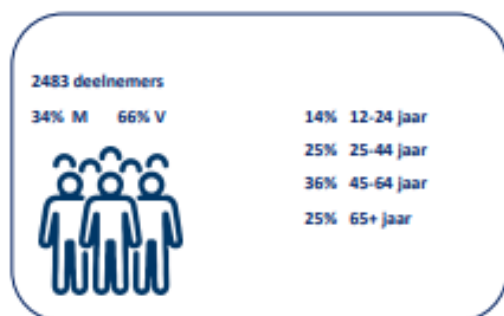 2483 deelnemers
34% M 66% V
14% 12-24 jaar
25% 25-44 jaar
36% 45-64 jaar
25% 65+ jaar